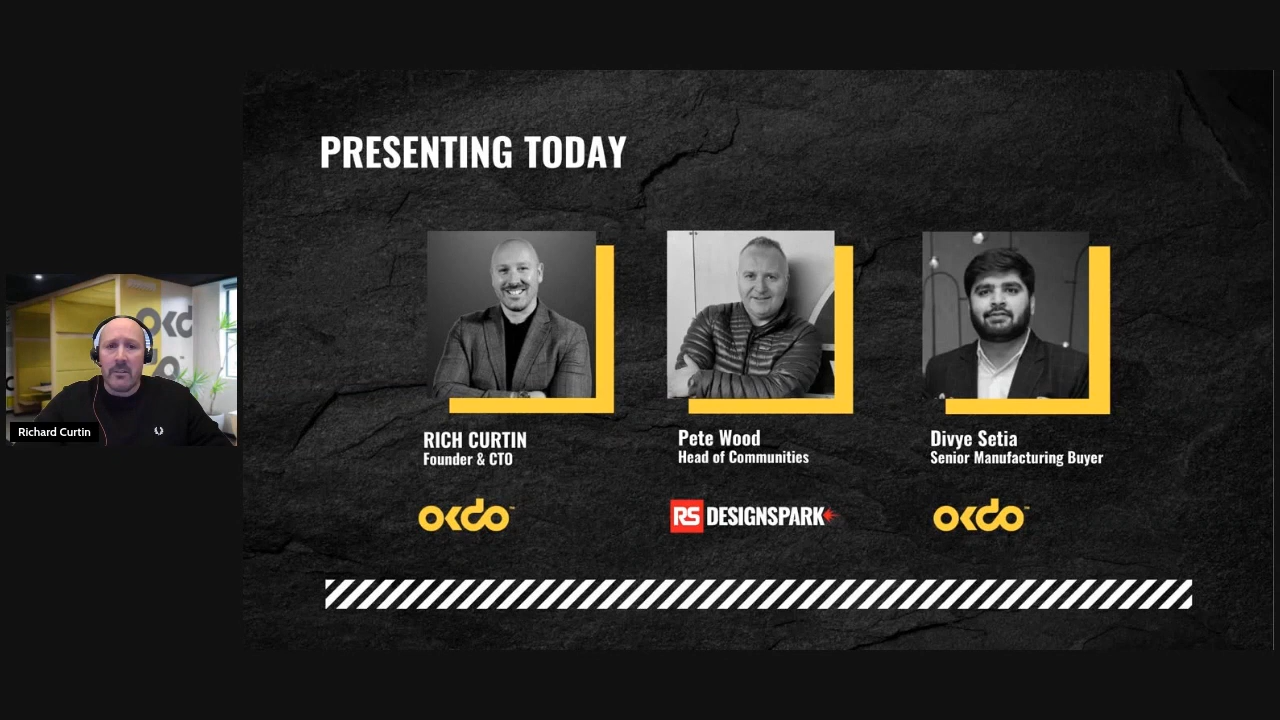 PRESENTING TODAY
RICH CURTIN
Founder & CTO
okdo
Pete Wood
Head of Communities
RS DESIGNSPARK
Divye Setia
Senior Manufacturing Buyer
okdo
okd
Richard Curtin